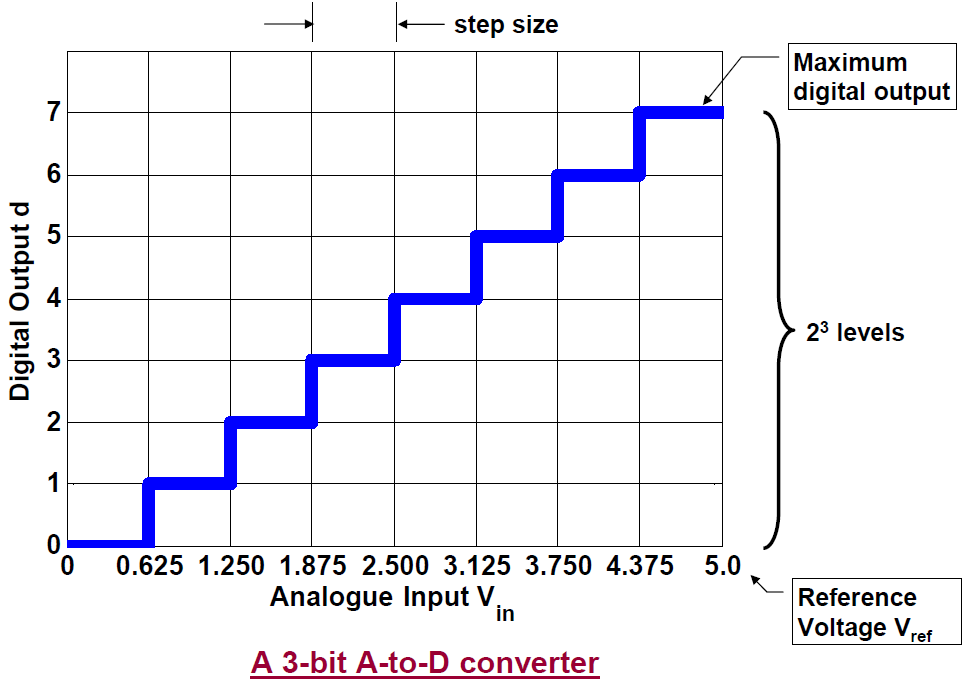 step size
Maximum
digital output
7
6
5
4
3
2
1
0
Digital Output d
2³ levels
0 0.625 1.250 1.875 2.500 3.125 3.750 4.375 5.0
Analogue Input Vin
Reference
Voltage Vref
A 3-bit A-to-D converter